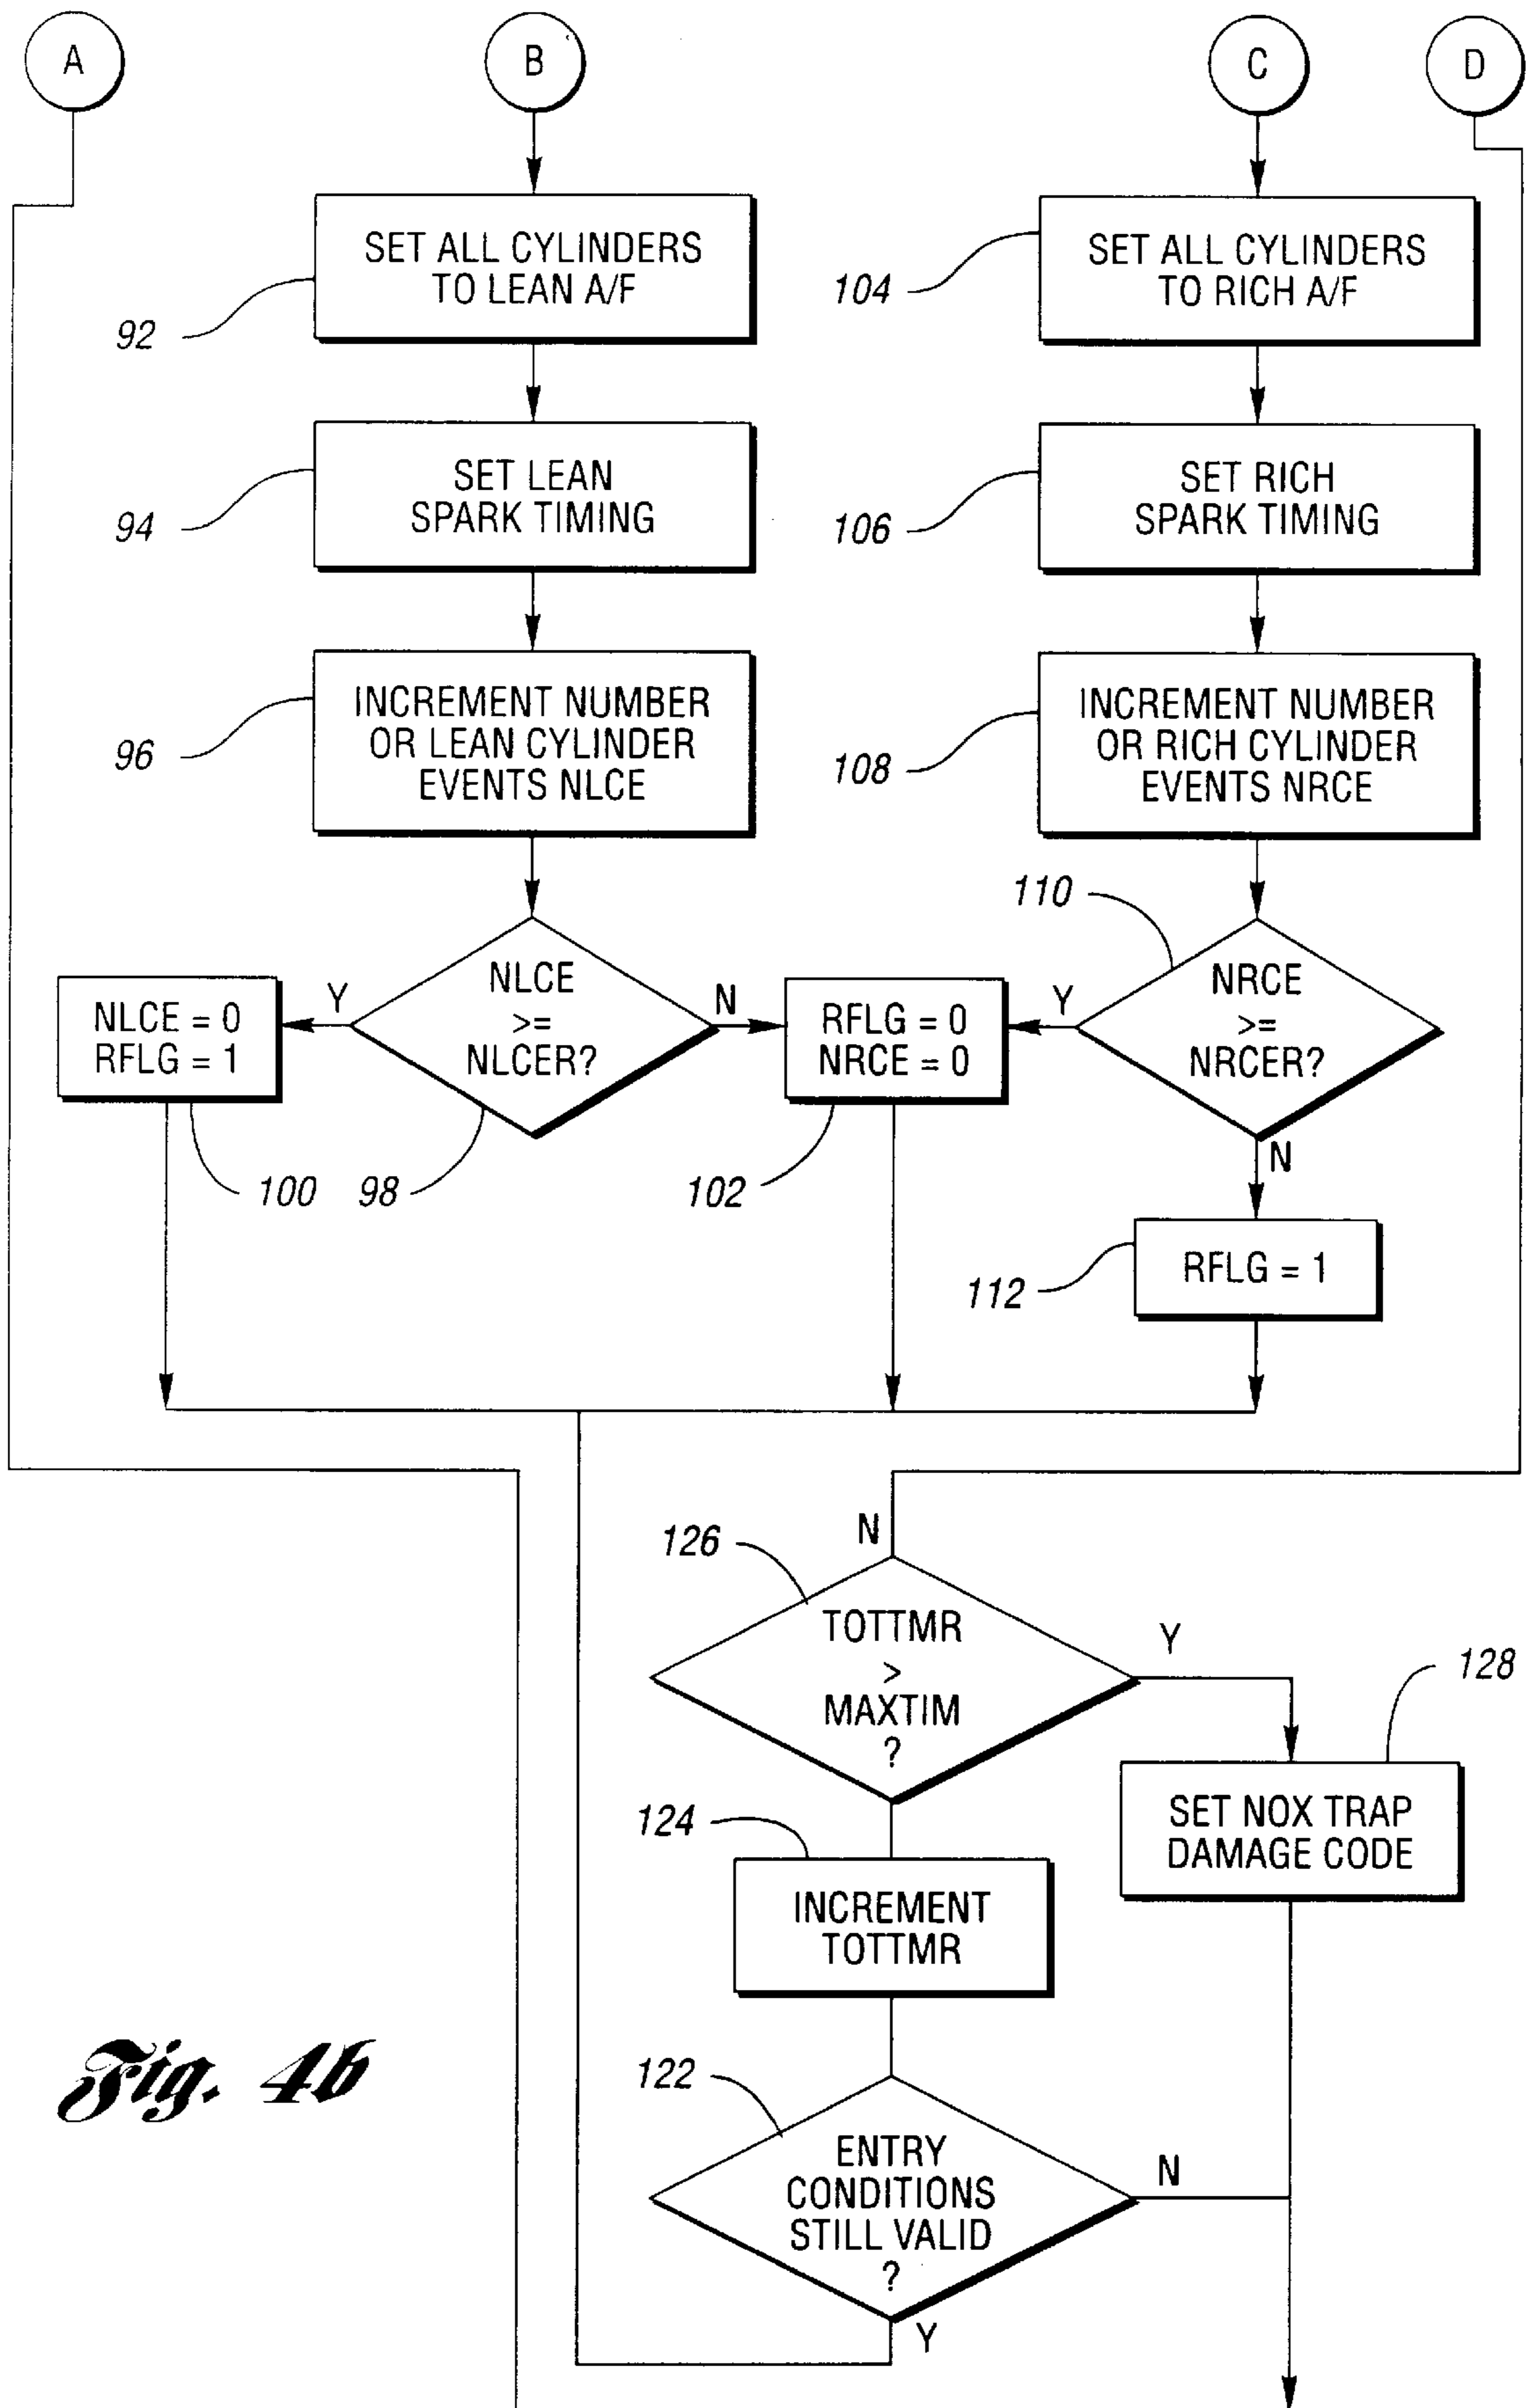 A
B
C
D
SET ALL CYLINDERS
TO LEAN A/F
92
SET ALL CYLINDERS
TO RICH A/F
104
SET LEAN
SPARK TIMING
94
SET RICH
SPARK TIMING
106
INCREMENT NUMBER
OR LEAN CYLINDER
EVENTS NLCE
96
INCREMENT NUMBER
OR RICH CYLINDER
EVENTS NRCE
108
110
NLCE = 0
RFLG = 1
Y
NLCE
>=
NLCER?
N
RFLG = 0
NRCE = 0
Y
NRCE
>=
NRCER?
N
100
98
102
RFLG = 1
112
N
126
TOTTMR
>
MAXTIM
?
Y
128
SET NOX TRAP
DAMAGE CODE
124
INCREMENT
TOTTMR
122
ENTRY
CONDITIONS
STILL VALID
?
N
Y
Fig. 4b